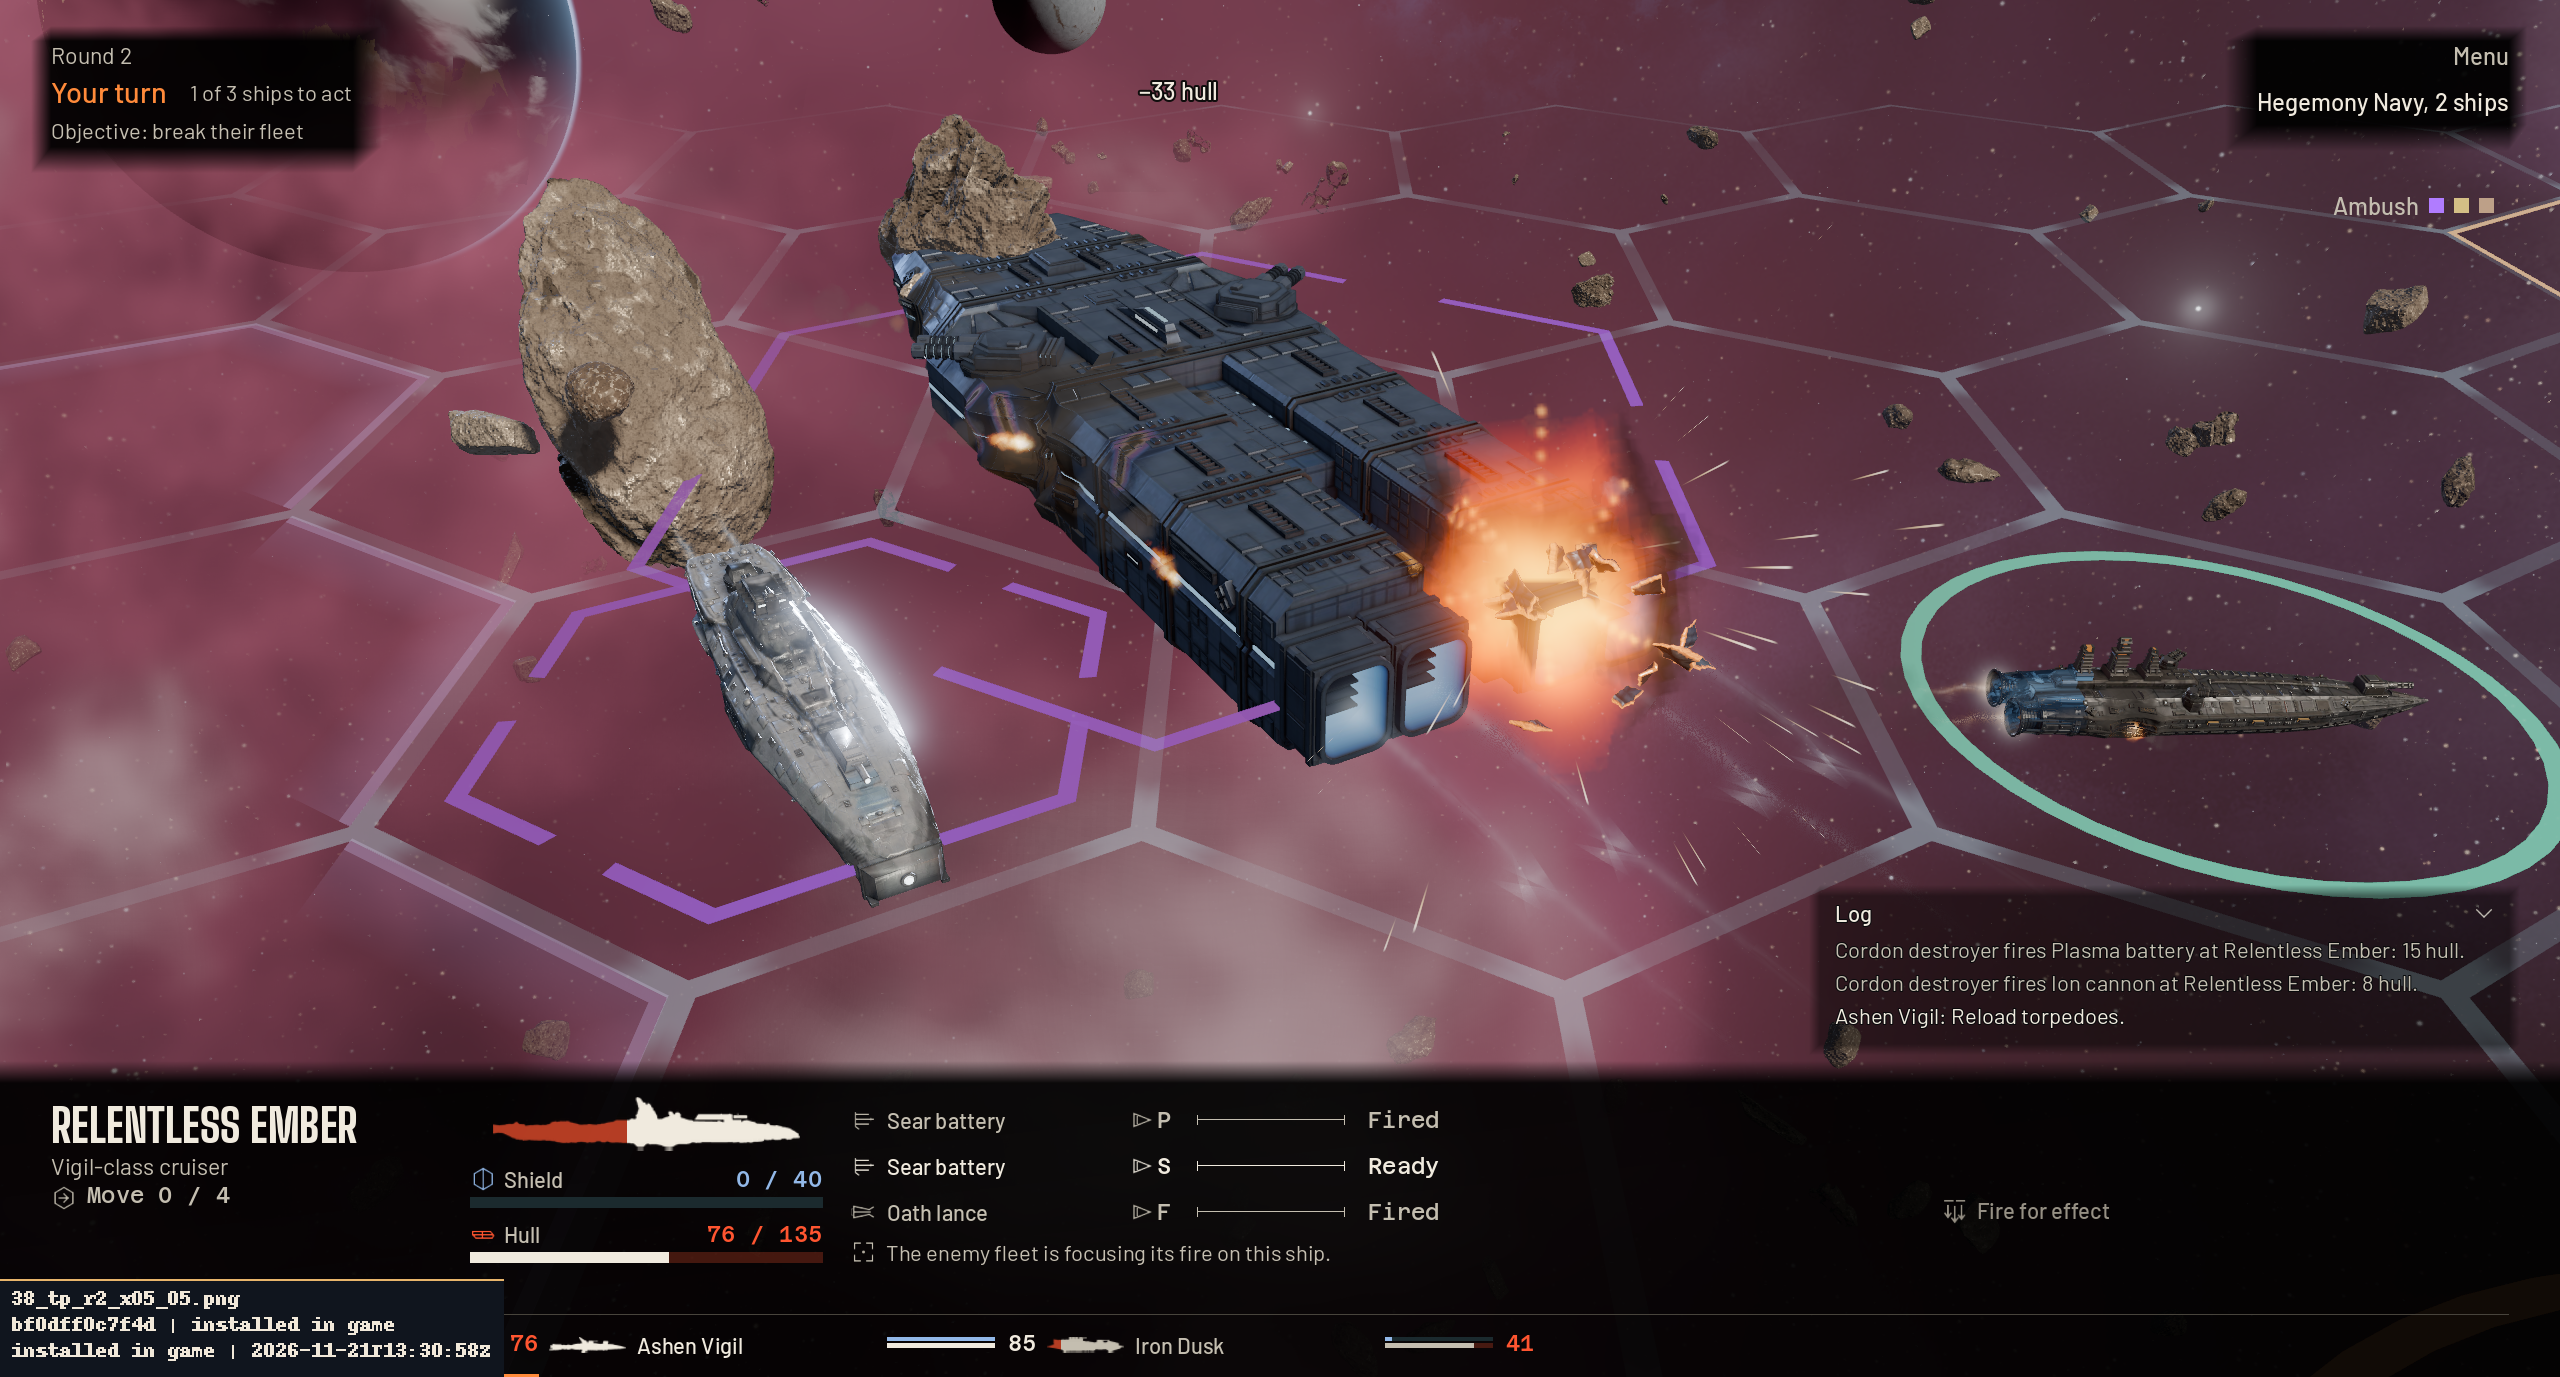 Round 2
Your turn 1 of 3 ships to act
Objective: break their fleet
−33 hull
Menu
Hegemony Navy, 2 ships
Ambush
Log
Cordon destroyer fires Plasma battery at Relentless Ember: 15 hull.
Cordon destroyer fires Ion cannon at Relentless Ember: 8 hull.
Ashen Vigil: Reload torpedoes.
RELENTLESS EMBER
Vigil-class cruiser
Move 0 / 4
Shield 0 / 40
Hull 76 / 135
Sear battery P Fired
Sear battery S Ready
Oath lance F Fired
The enemy fleet is focusing its fire on this ship.
Fire for effect
38_tp_r2_x05_05.png
bf0dff0c7f4d | installed in game
installed in game | 2026-11-21T13:30:58Z
76 Ashen Vigil 85 Iron Dusk 41